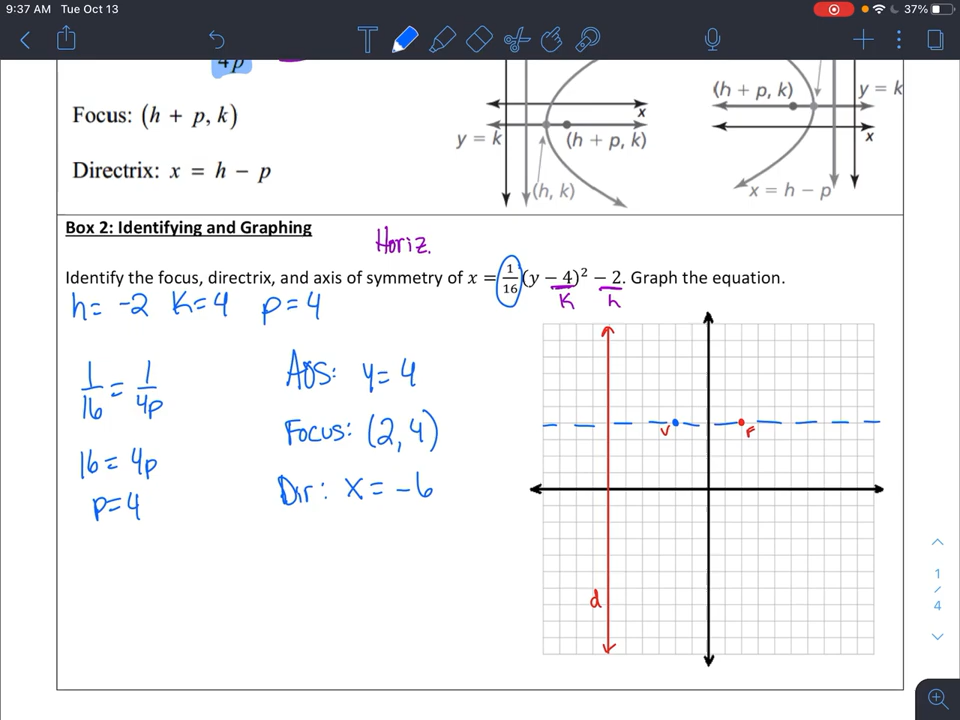 9:37 AM Tue Oct 13
37%
T
4p
Focus: (h + p, k)
Directrix: x = h − p
x
y = k
(h + p, k)
(h, k)
(h + p, k)
y = k
x
x = h − p
Box 2: Identifying and Graphing
Horiz.
Identify the focus, directrix, and axis of symmetry of x = 1/16 (y − 4)² − 2. Graph the equation.
K h
h = -2 K = 4 p = 4
1/16 = 1/4p
16 = 4p
p = 4
AOS: y = 4
Focus: (2, 4)
Dir: x = -6
V F
d
1
/
4